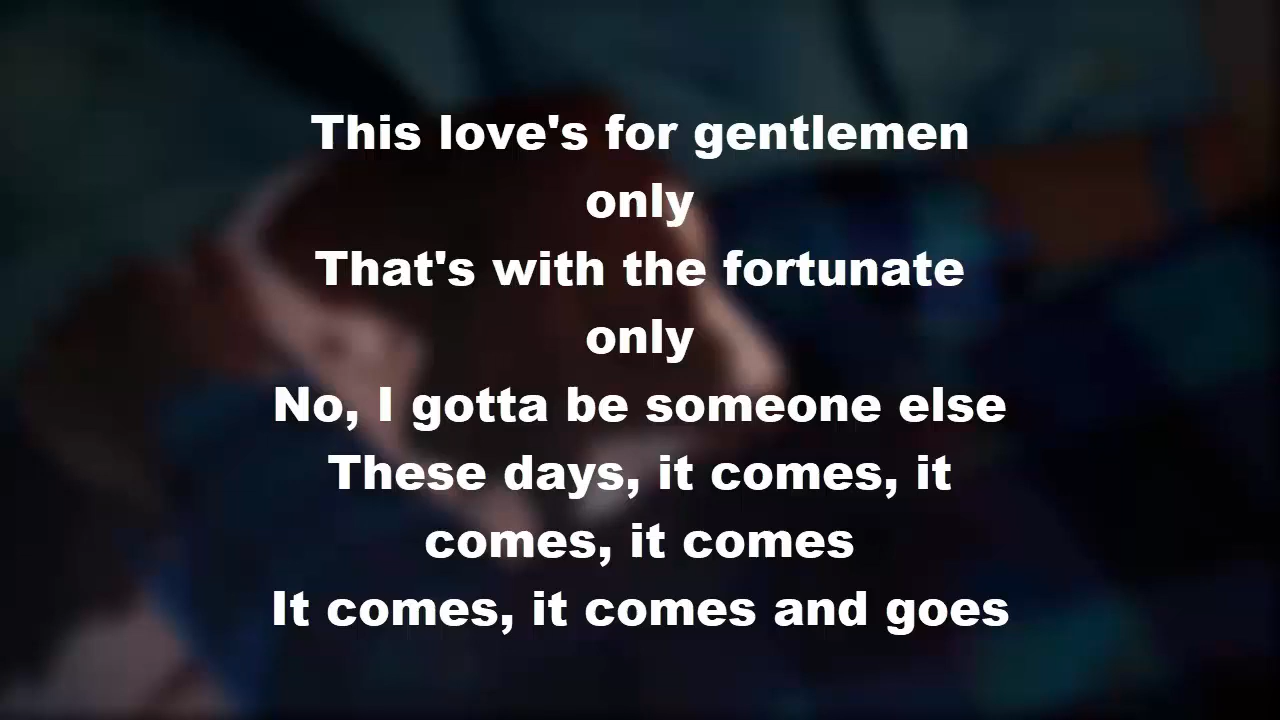 This love's for gentlemen
only
That's with the fortunate
only
No, I gotta be someone else
These days, it comes, it
comes, it comes
It comes, it comes and goes